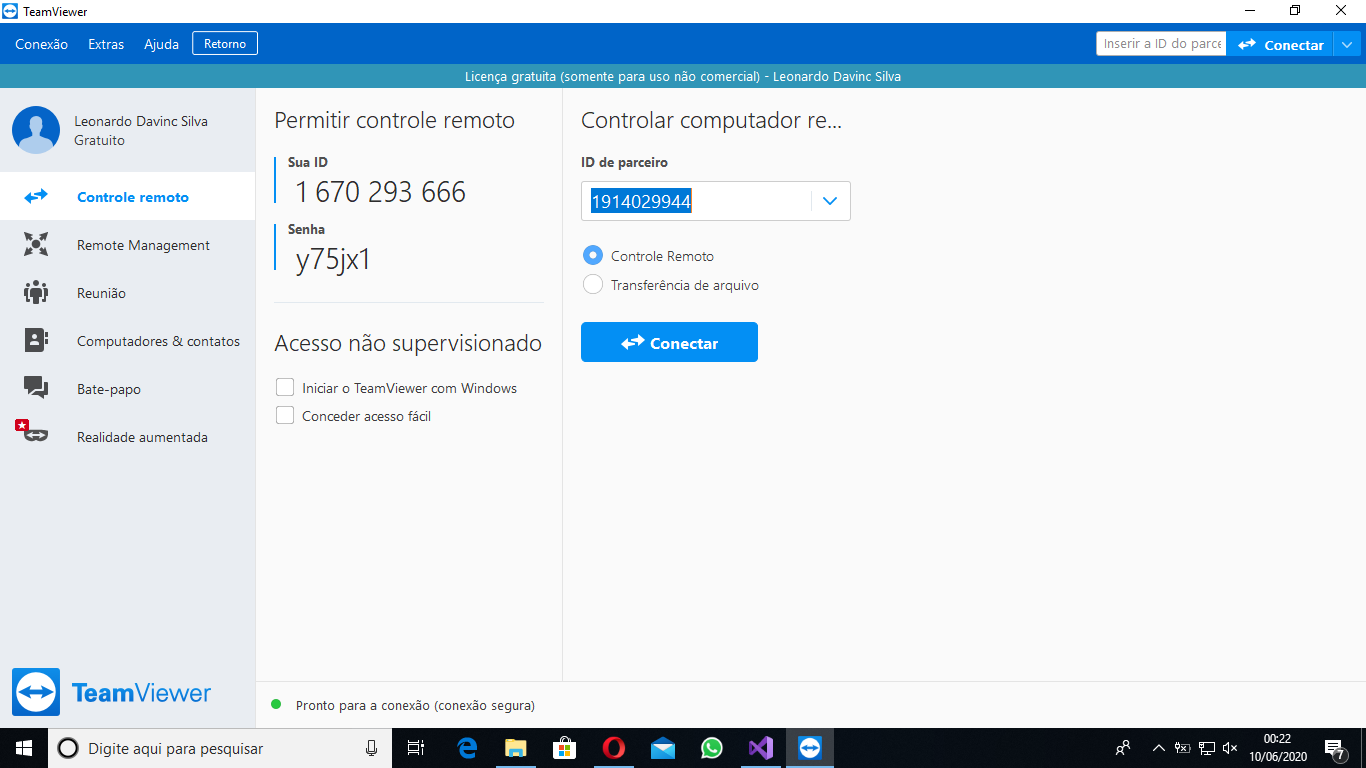 TeamViewer
Conexão Extras Ajuda Retorno
Inserir a ID do parce Conectar
Licença gratuita (somente para uso não comercial) - Leonardo Davinc Silva
Leonardo Davinc Silva
Gratuito
Controle remoto
Remote Management
Reunião
Computadores & contatos
Bate-papo
Realidade aumentada
TeamViewer
Permitir controle remoto
Sua ID
1 670 293 666
Senha
y75jx1
Acesso não supervisionado
Iniciar o TeamViewer com Windows
Conceder acesso fácil
Controlar computador re...
ID de parceiro
1914029944
Controle Remoto
Transferência de arquivo
Conectar
Pronto para a conexão (conexão segura)
Digite aqui para pesquisar
00:22
10/06/2020
7